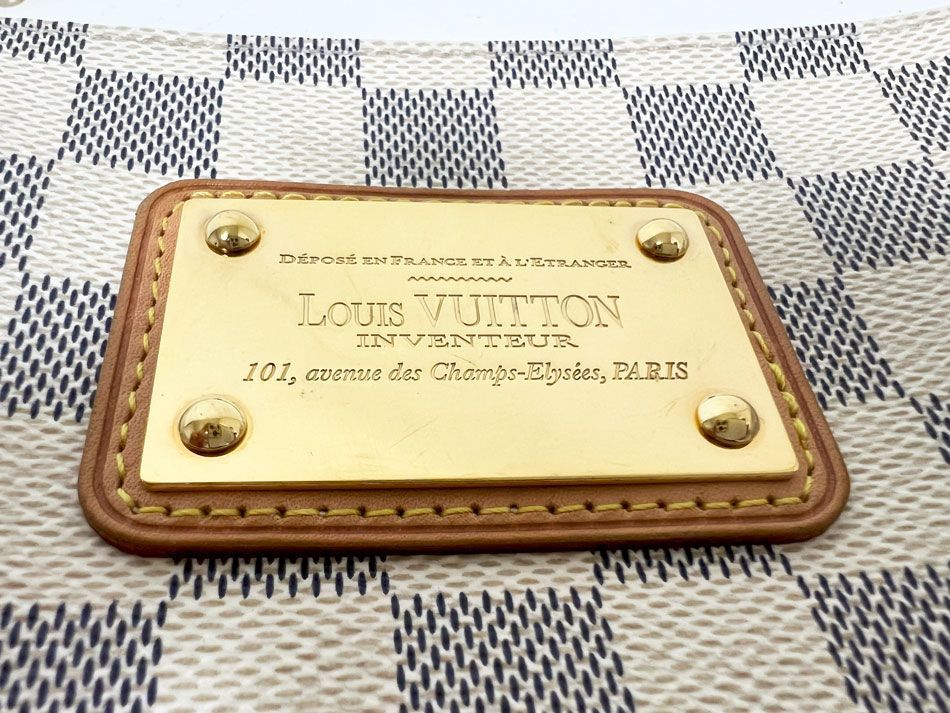 DÉPOSÉ EN FRANCE ET À L'ETRANGER
LOUIS VUITTON
INVENTEUR
101, avenue des Champs-Elysées, PARIS